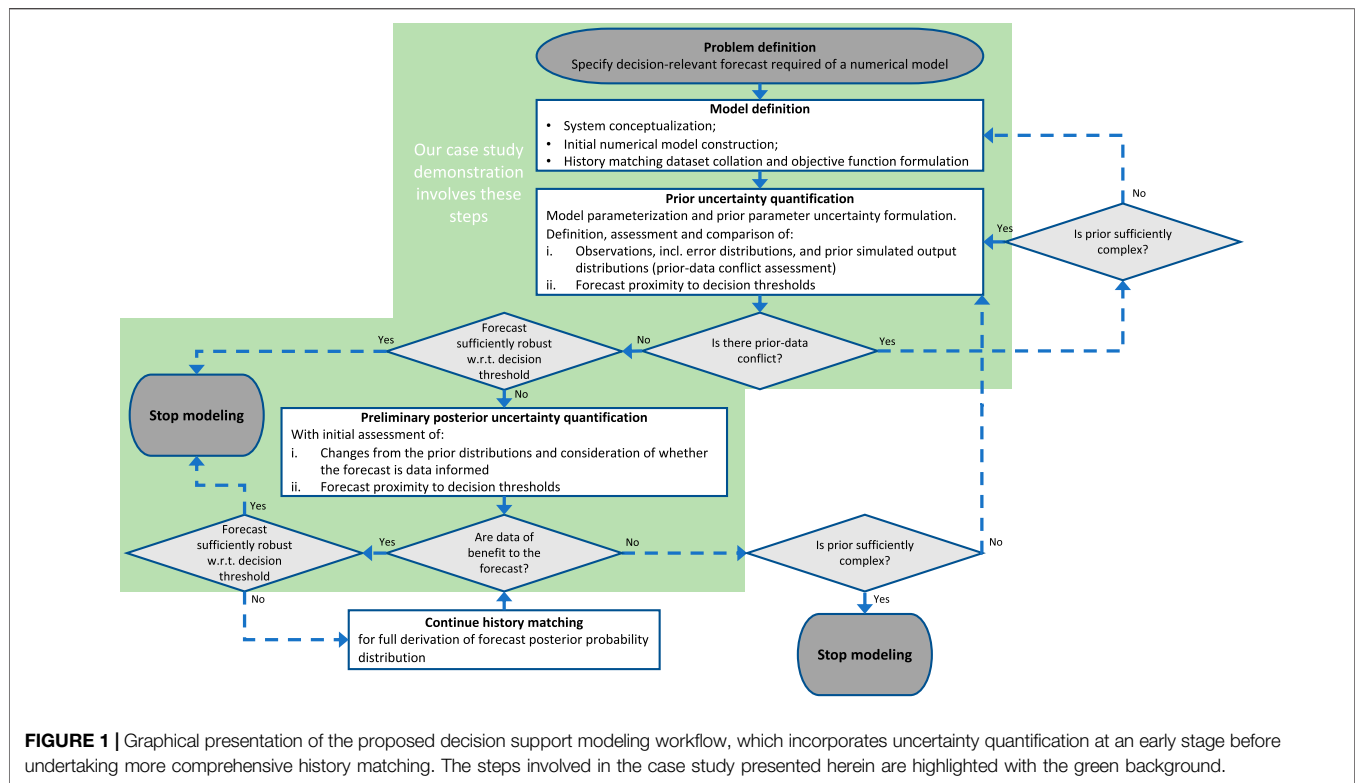 Problem definition
Specify decision-relevant forecast required of a numerical model
Model definition
• System conceptualization;
• Initial numerical model construction;
• History matching dataset collation and objective function formulation
Our case study
demonstration
involves these
steps
No
Prior uncertainty quantification
Model parameterization and prior parameter uncertainty formulation.
Definition, assessment and comparison of:
i. Observations, incl. error distributions, and prior simulated output
distributions (prior-data conflict assessment)
ii. Forecast proximity to decision thresholds
Yes
Is prior sufficiently
complex?
Yes
Forecast
sufficiently robust
w.r.t. decision
threshold
No
Is there prior-data
conflict?
Yes
No
Stop modeling
Preliminary posterior uncertainty quantification
With initial assessment of:
i. Changes from the prior distributions and consideration of whether
the forecast is data informed
ii. Forecast proximity to decision thresholds
Yes
Forecast
sufficiently robust
w.r.t. decision
threshold
Yes
Are data of
benefit to the
forecast?
No
Is prior sufficiently
complex?
No
No
Yes
Continue history matching
for full derivation of forecast posterior probability
distribution
Stop modeling
FIGURE 1 | Graphical presentation of the proposed decision support modeling workflow, which incorporates uncertainty quantification at an early stage before
undertaking more comprehensive history matching. The steps involved in the case study presented herein are highlighted with the green background.